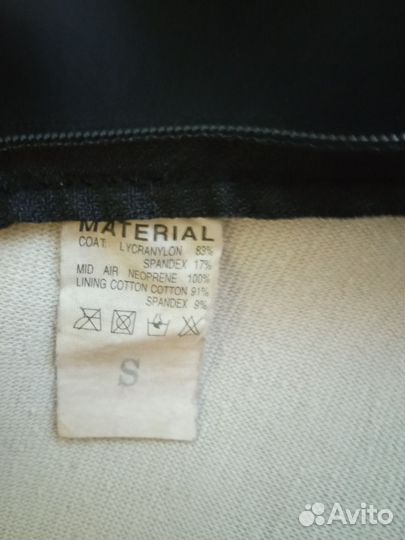 MATERIAL
COAT. LYCRANYLON 83%
SPANDEX 17%
MID AIR NEOPRENE 100%
LINING COTTON COTTON 91%
SPANDEX 9%
S
Avito